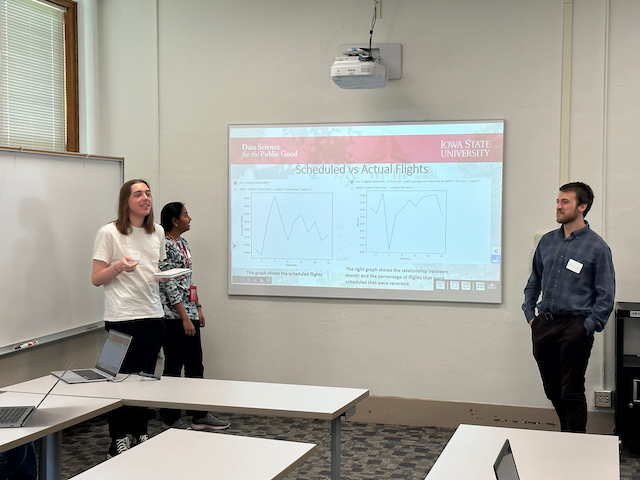 Data Science
for the Public Good
IOWA STATE
UNIVERSITY
Scheduled vs Actual Flights
This graph shows the scheduled flights
The right graph shows the relationship between
month and the percentage of flights that were
scheduled that were recorded.